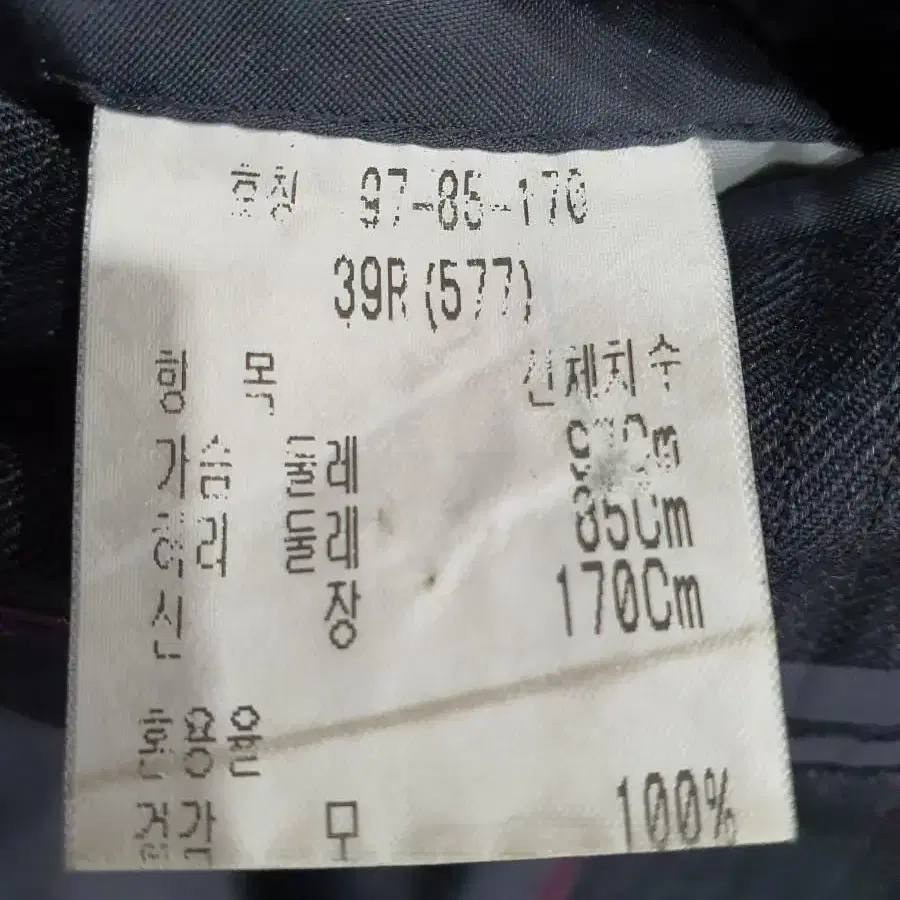 호칭 97-85-170
39R (577)
항 목 신체치수
가슴 둘레 97Cm
허리 둘레 85Cm
신 장 170Cm
혼용율
겉감 모 100%